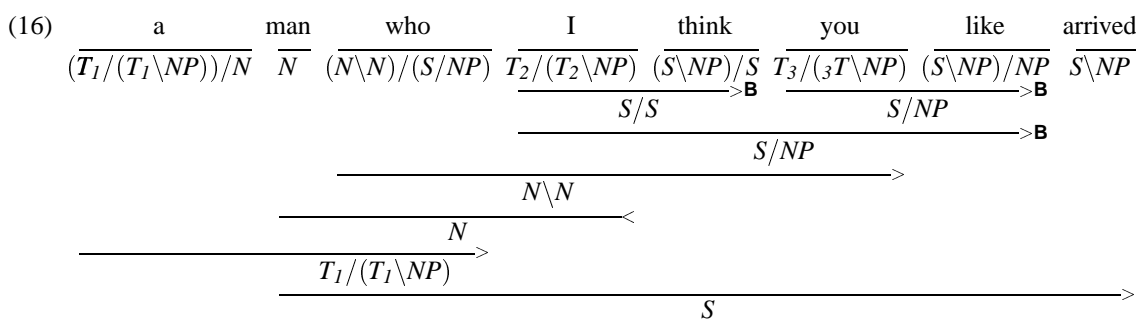 (16) a man who I think you like arrived
(T₁/(T₁\NP))/N N (N\N)/(S/NP) T₂/(T₂\NP) (S\NP)/S T₃/(₃T\NP) (S\NP)/NP S\NP
>B >B
S/S S/NP
>B
S/NP
>
N\N
<
N
>
T₁/(T₁\NP)
>
S